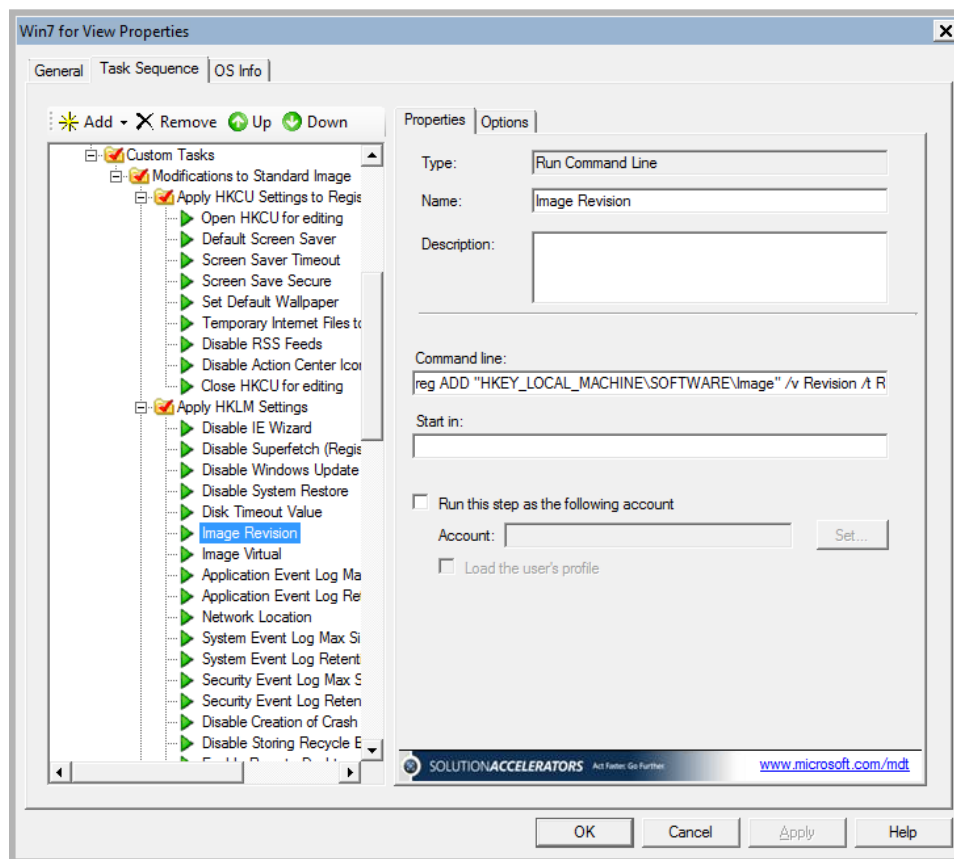 Win7 for View Properties
General Task Sequence OS Info
Add Remove Up Down
Custom Tasks
Modifications to Standard Image
Apply HKCU Settings to Regis
Open HKCU for editing
Default Screen Saver
Screen Saver Timeout
Screen Save Secure
Set Default Wallpaper
Temporary Internet Files to
Disable RSS Feeds
Disable Action Center Icon
Close HKCU for editing
Apply HKLM Settings
Disable IE Wizard
Disable Superfetch (Regis
Disable Windows Update
Disable System Restore
Disk Timeout Value
Image Revision
Image Virtual
Application Event Log Ma
Application Event Log Ret
Network Location
System Event Log Max Si
System Event Log Retenti
Security Event Log Max S
Security Event Log Reten
Disable Creation of Crash
Disable Storing Recycle B
Properties Options
Type: Run Command Line
Name: Image Revision
Description:
Command line:
reg ADD "HKEY_LOCAL_MACHINE\SOFTWARE\Image" /v Revision /t R
Start in:
Run this step as the following account
Account: Set...
Load the user's profile
SOLUTIONACCELERATORS Act Faster. Go Further. www.microsoft.com/mdt
OK Cancel Apply Help